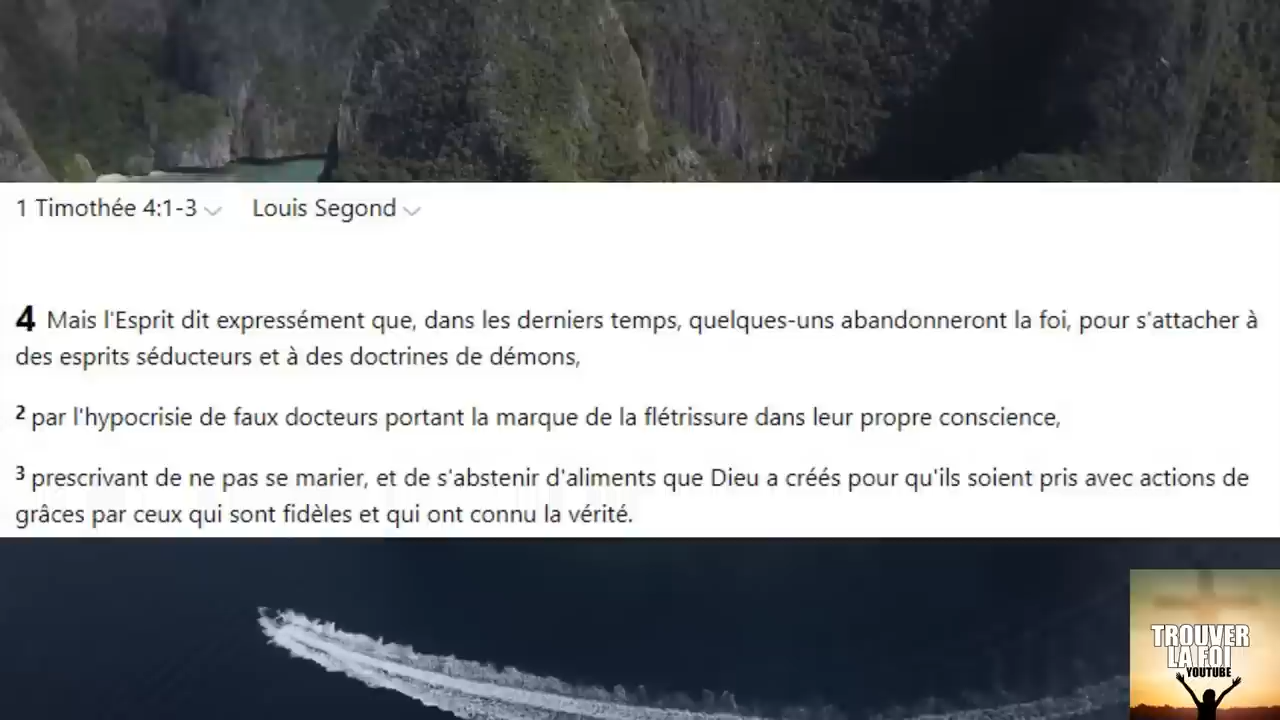 1 Timothée 4:1-3 Louis Segond
4 Mais l'Esprit dit expressément que, dans les derniers temps, quelques-uns abandonneront la foi, pour s'attacher à
des esprits séducteurs et à des doctrines de démons,
2 par l'hypocrisie de faux docteurs portant la marque de la flétrissure dans leur propre conscience,
3 prescrivant de ne pas se marier, et de s'abstenir d'aliments que Dieu a créés pour qu'ils soient pris avec actions de
grâces par ceux qui sont fidèles et qui ont connu la vérité.
TROUVER
LA FOI
YOUTUBE